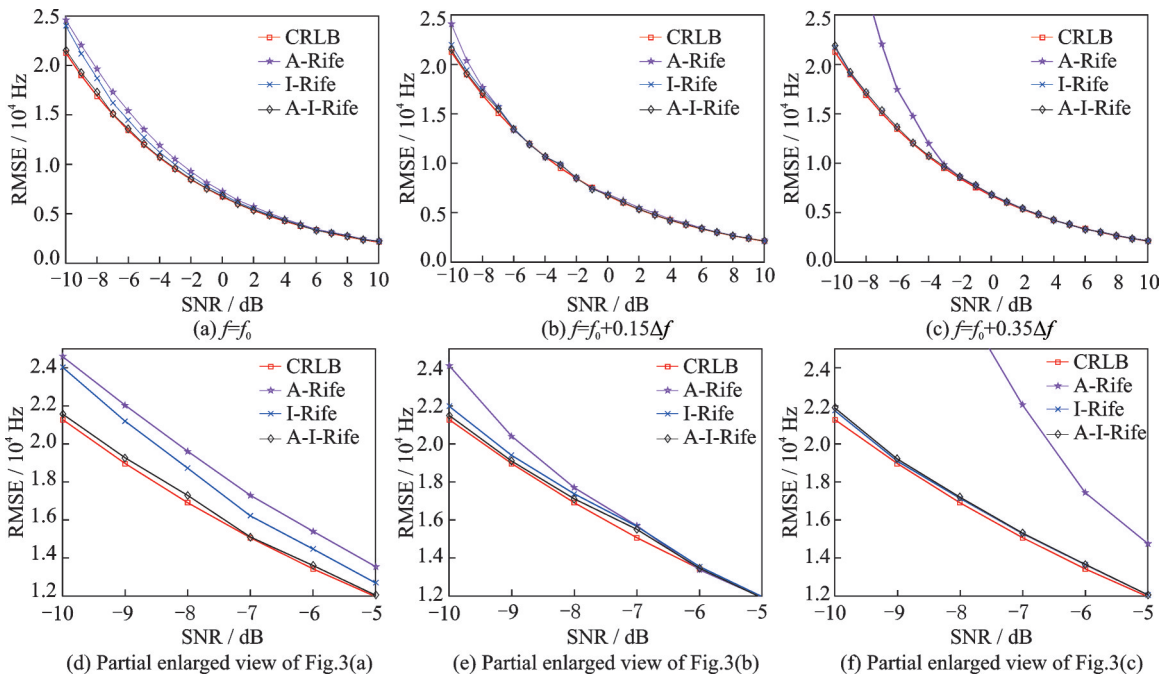 2.5
2.0
1.5
1.0
0.5
0.0
RMSE / 10⁴ Hz
CRLB
A-Rife
I-Rife
A-I-Rife
−10 −8 −6 −4 −2 0 2 4 6 8 10
SNR / dB
(a) f=f₀
2.5
2.0
1.5
1.0
0.5
0.0
RMSE / 10⁴ Hz
CRLB
A-Rife
I-Rife
A-I-Rife
−10 −8 −6 −4 −2 0 2 4 6 8 10
SNR / dB
(b) f=f₀+0.15Δf
2.5
2.0
1.5
1.0
0.5
0.0
RMSE / 10⁴ Hz
CRLB
A-Rife
I-Rife
A-I-Rife
−10 −8 −6 −4 −2 0 2 4 6 8 10
SNR / dB
(c) f=f₀+0.35Δf
2.4
2.2
2.0
1.8
1.6
1.4
1.2
RMSE / 10⁴ Hz
CRLB
A-Rife
I-Rife
A-I-Rife
−10 −9 −8 −7 −6 −5
SNR / dB
(d) Partial enlarged view of Fig.3(a)
2.4
2.2
2.0
1.8
1.6
1.4
1.2
RMSE / 10⁴ Hz
CRLB
A-Rife
I-Rife
A-I-Rife
−10 −9 −8 −7 −6 −5
SNR / dB
(e) Partial enlarged view of Fig.3(b)
2.4
2.2
2.0
1.8
1.6
1.4
1.2
RMSE / 10⁴ Hz
CRLB
A-Rife
I-Rife
A-I-Rife
−10 −9 −8 −7 −6 −5
SNR / dB
(f) Partial enlarged view of Fig.3(c)